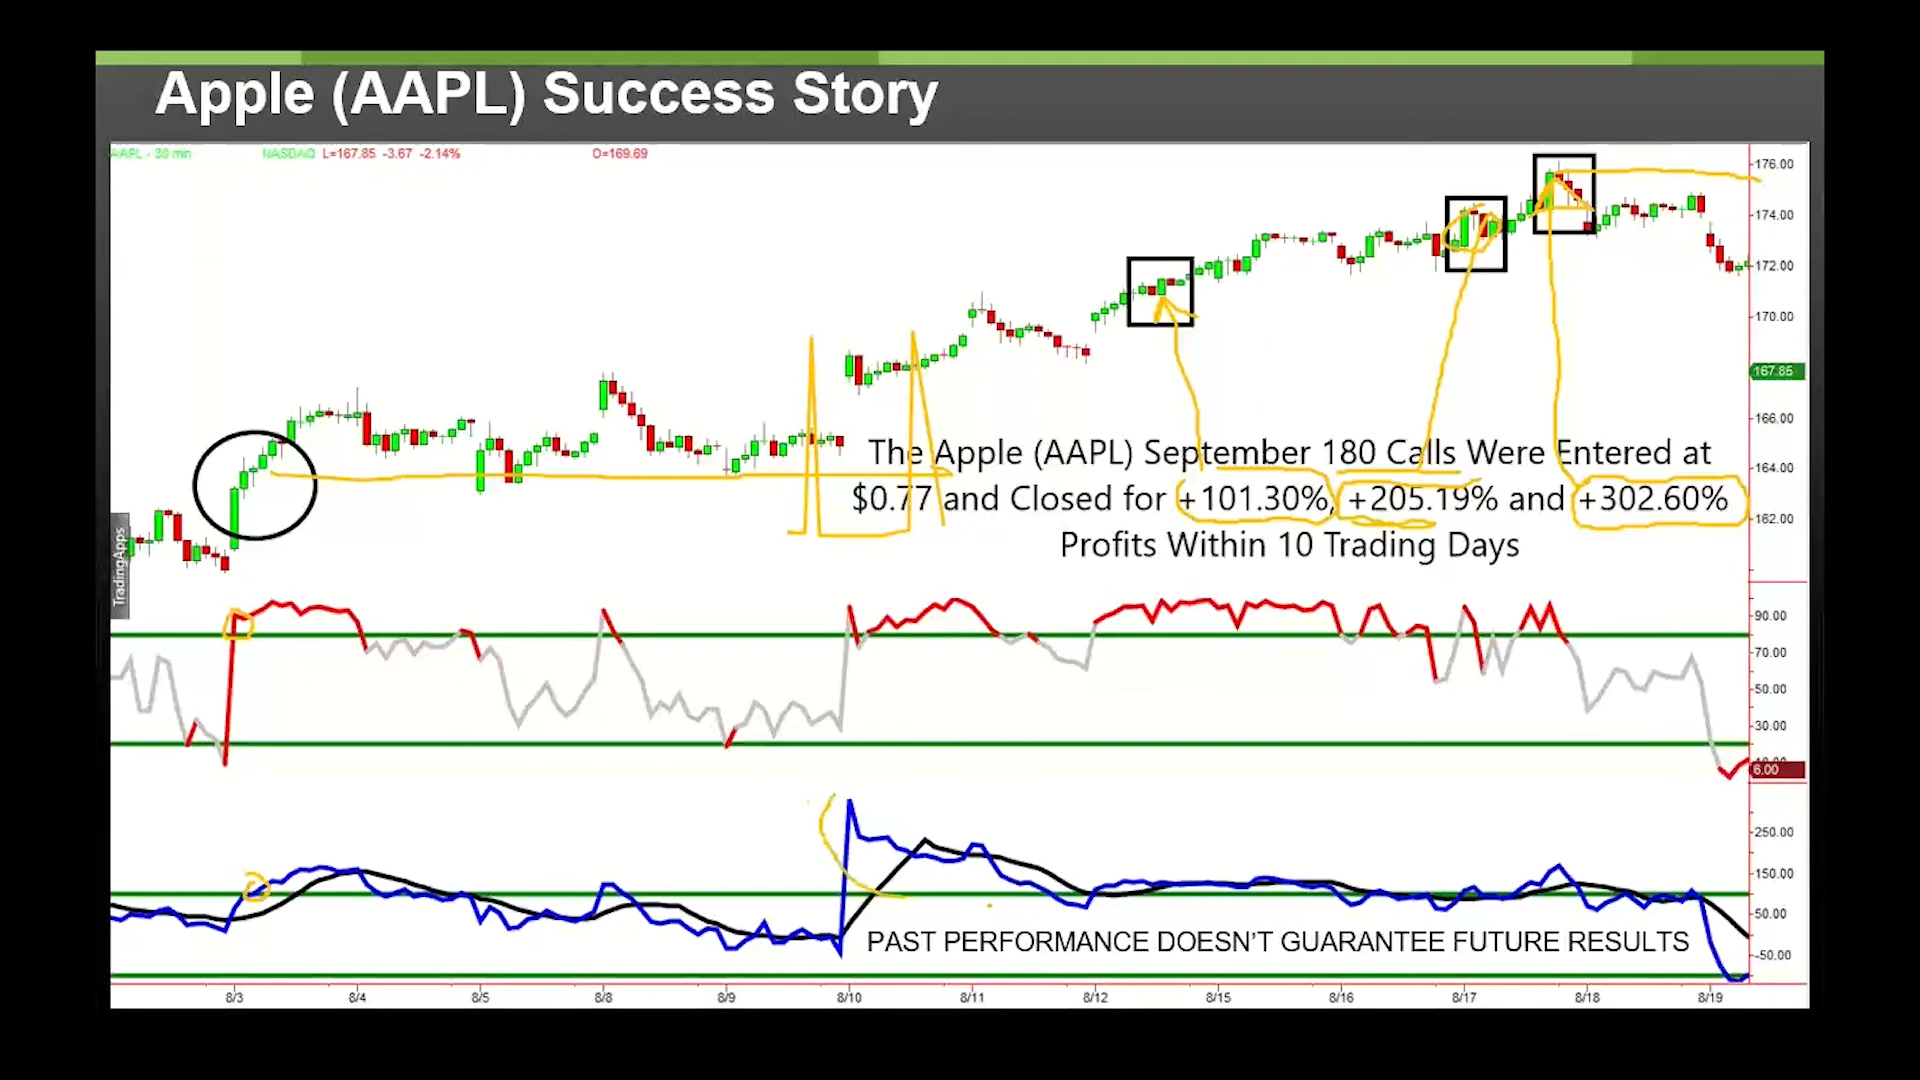 Apple (AAPL) Success Story
AAPL - 30 min NASDAQ L=167.85 -3.67 -2.14% O=169.69
176.00
174.00
172.00
170.00
167.85
166.00
164.00
162.00
The Apple (AAPL) September 180 Calls Were Entered at
$0.77 and Closed for +101.30%, +205.19% and +302.60%
Profits Within 10 Trading Days
TradingApps
90.00
70.00
50.00
30.00
6.00
250.00
150.00
50.00
-50.00
PAST PERFORMANCE DOESN'T GUARANTEE FUTURE RESULTS
8/3 8/4 8/5 8/8 8/9 8/10 8/11 8/12 8/15 8/16 8/17 8/18 8/19